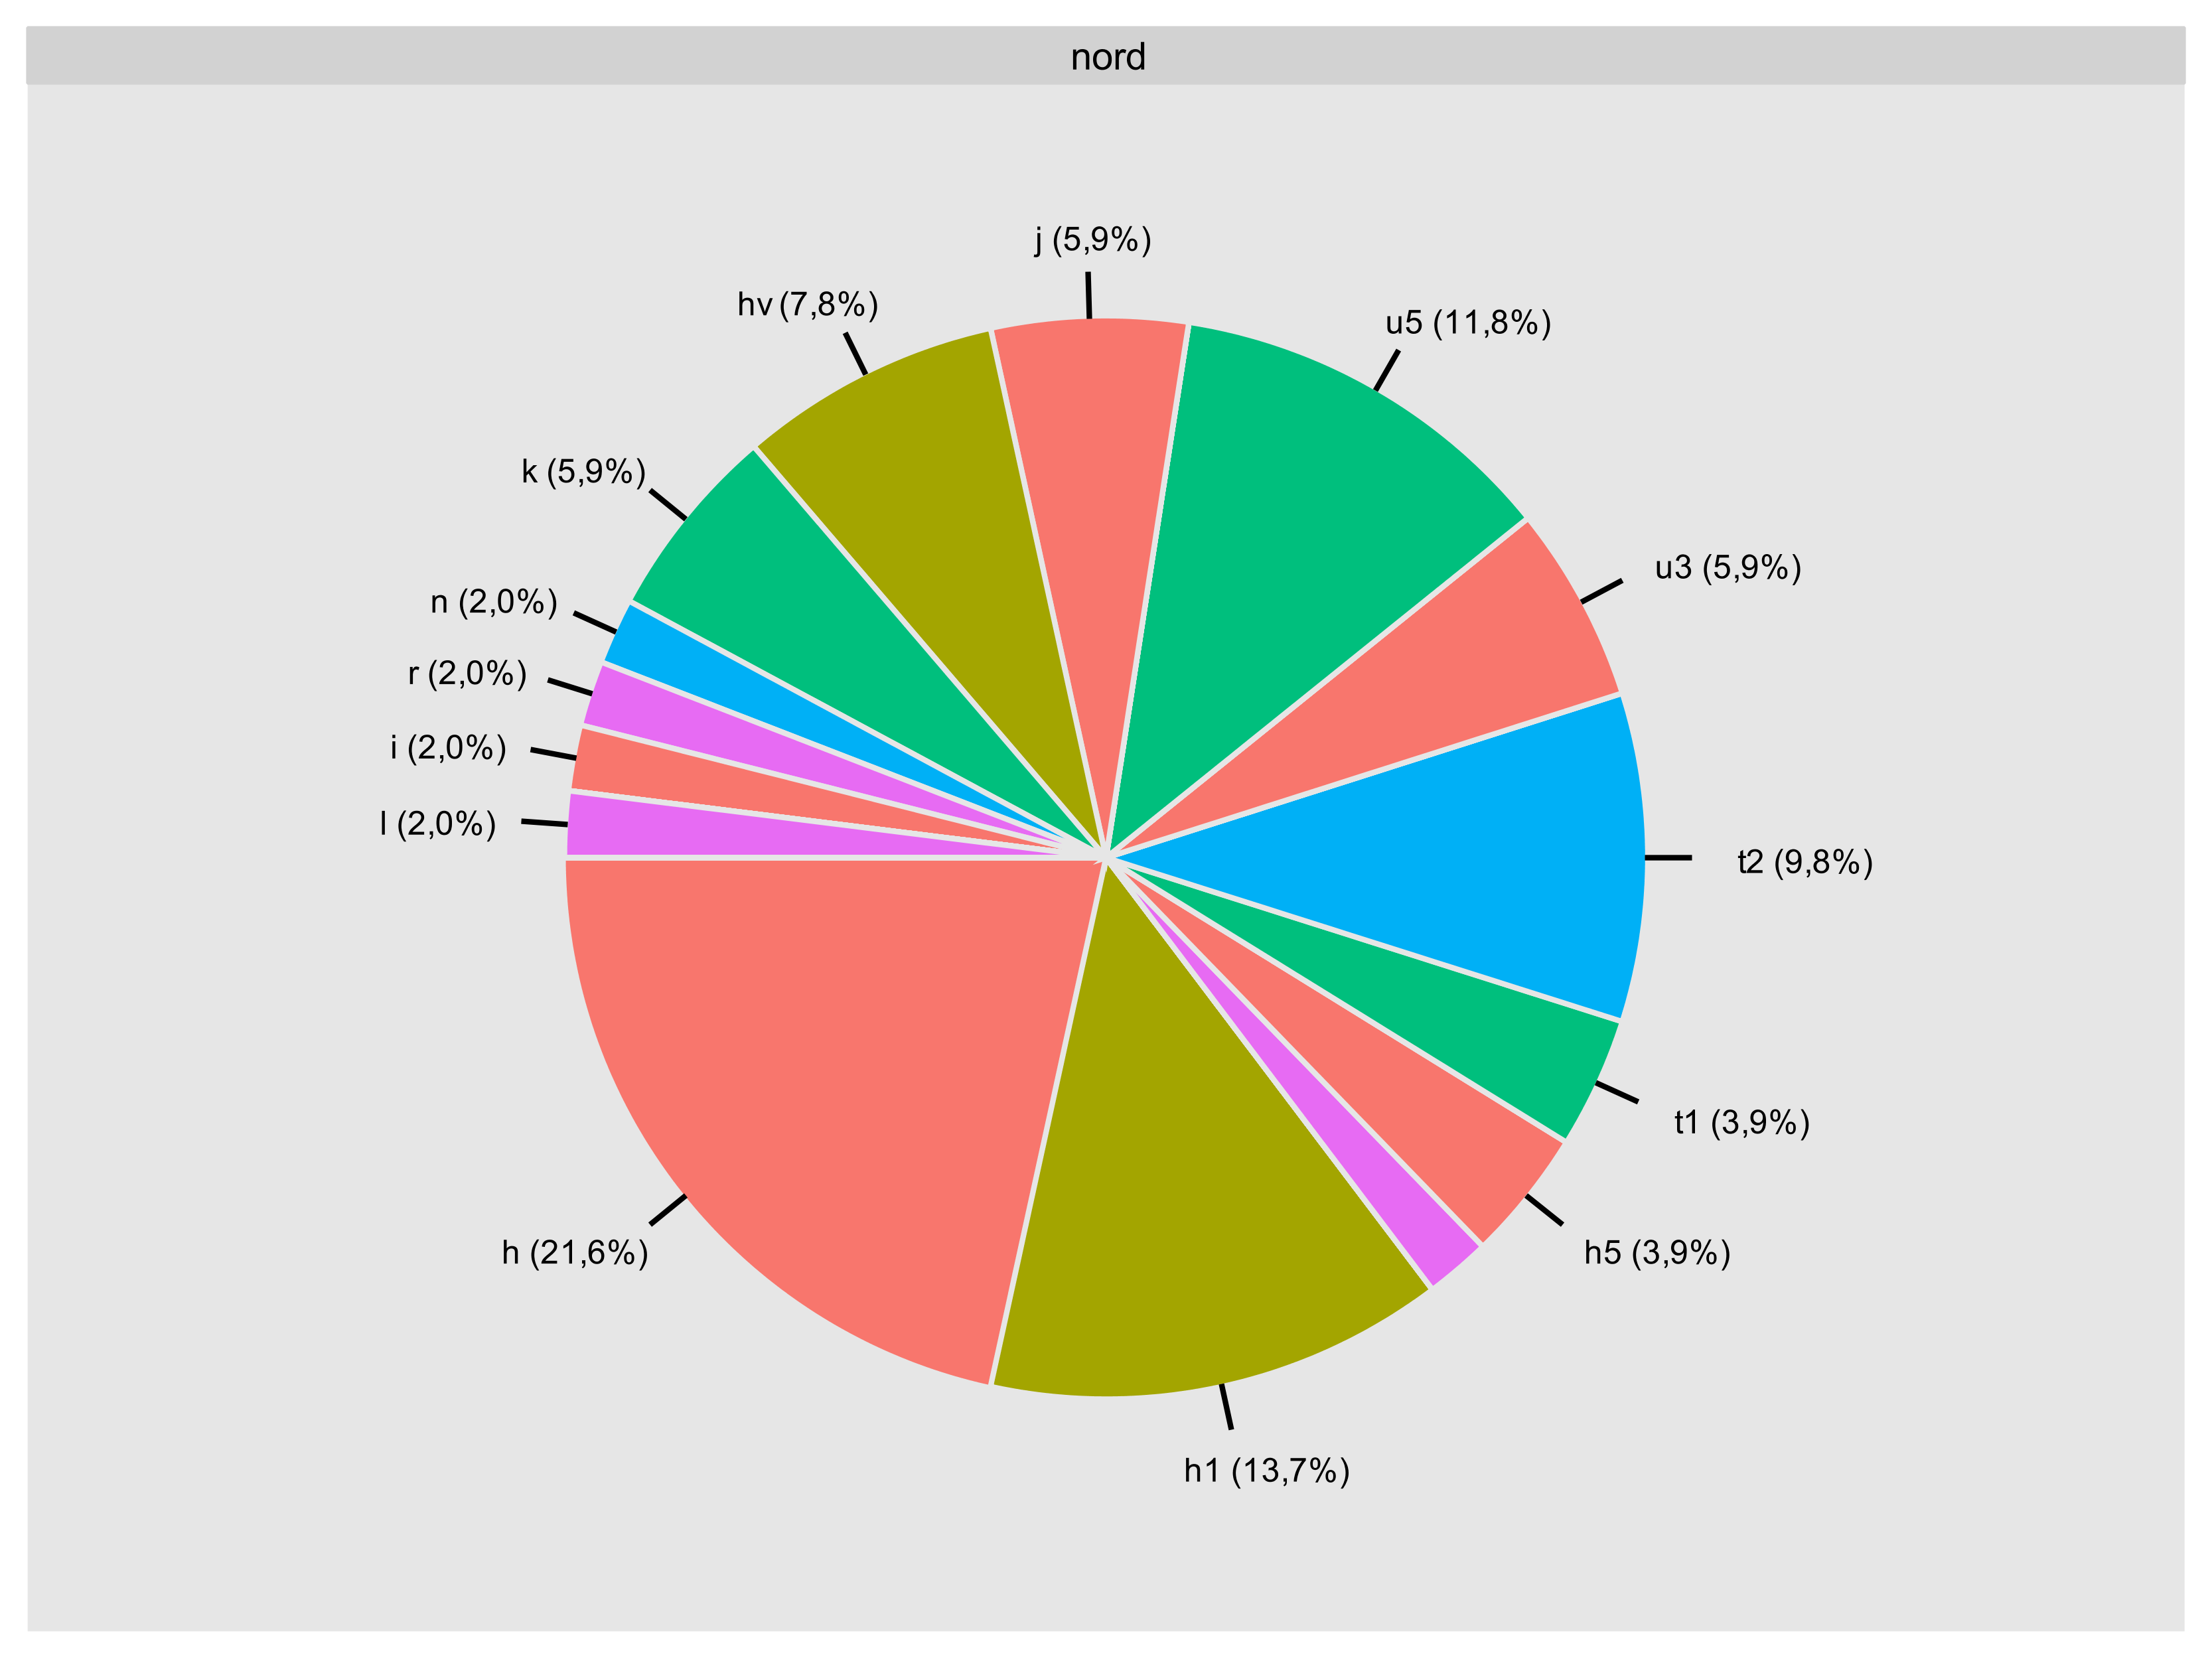 nord
j (5,9%)
hv (7,8%)
u5 (11,8%)
k (5,9%)
u3 (5,9%)
n (2,0%)
r (2,0%)
i (2,0%)
l (2,0%)
t2 (9,8%)
t1 (3,9%)
h (21,6%)
h5 (3,9%)
h1 (13,7%)